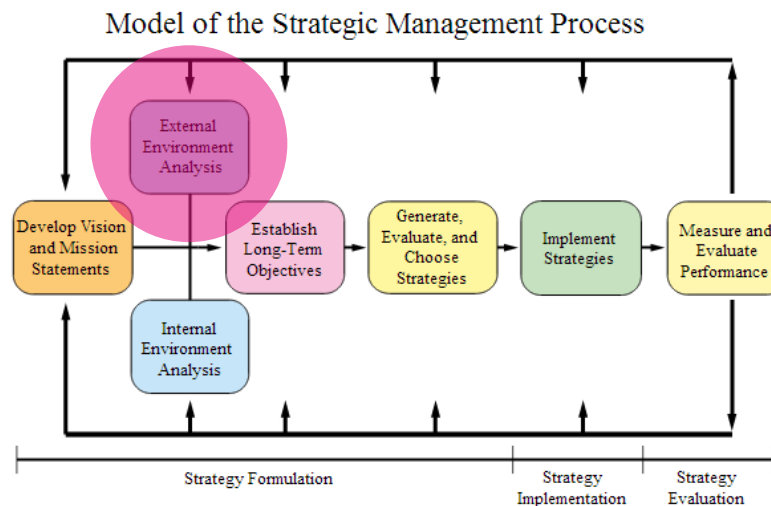 Model of the Strategic Management Process
External
Environment
Analysis
Develop Vision
and Mission
Statements
Establish
Long-Term
Objectives
Generate,
Evaluate, and
Choose
Strategies
Implement
Strategies
Measure and
Evaluate
Performance
Internal
Environment
Analysis
Strategy Formulation
Strategy
Implementation
Strategy
Evaluation